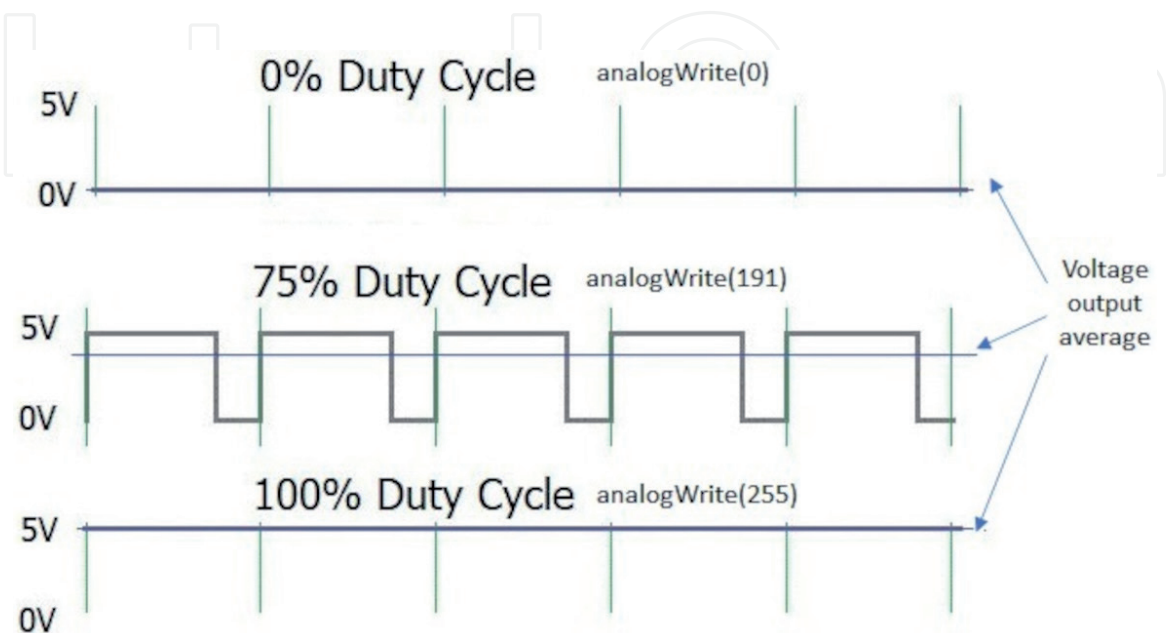 0% Duty Cycle analogWrite(0)
5V
0V
75% Duty Cycle analogWrite(191)
5V
0V
Voltage
output
average
100% Duty Cycle analogWrite(255)
5V
0V